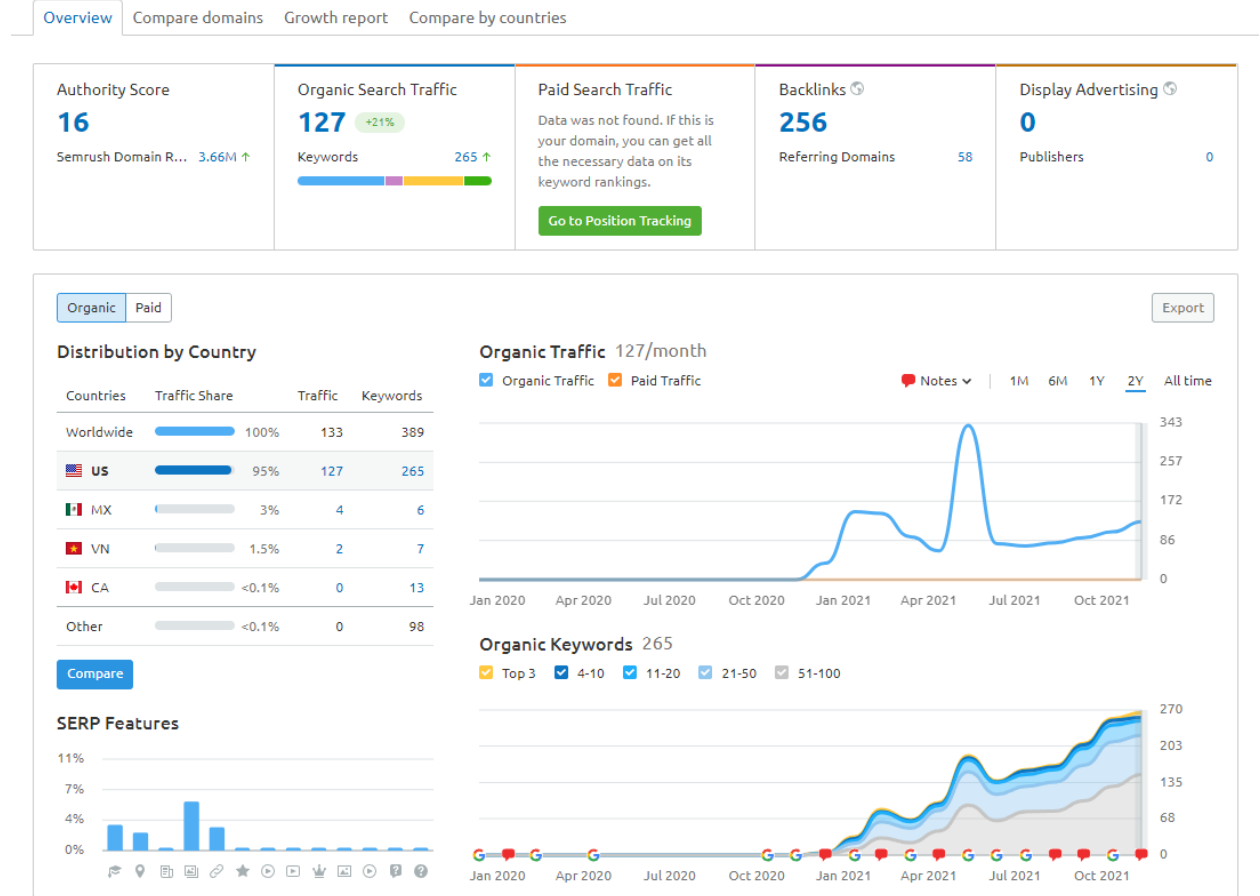 Overview Compare domains Growth report Compare by countries
Authority Score
16
Semrush Domain R... 3.66M ↑
Organic Search Traffic
127 +21%
Keywords 265 ↑
Paid Search Traffic
Data was not found. If this is
your domain, you can get all
the necessary data on its
keyword rankings.
Go to Position Tracking
Backlinks
256
Referring Domains 58
Display Advertising
0
Publishers 0
Organic Paid
Export
Distribution by Country
Countries Traffic Share Traffic Keywords
Worldwide 100% 133 389
US 95% 127 265
MX 3% 4 6
VN 1.5% 2 7
CA <0.1% 0 13
Other <0.1% 0 98
Compare
SERP Features
11%
7%
4%
0%
Organic Traffic 127/month
Organic Traffic Paid Traffic
Notes 1M 6M 1Y 2Y All time
343
257
172
86
0
Jan 2020 Apr 2020 Jul 2020 Oct 2020 Jan 2021 Apr 2021 Jul 2021 Oct 2021
Organic Keywords 265
Top 3 4-10 11-20 21-50 51-100
270
203
135
68
0
Jan 2020 Apr 2020 Jul 2020 Oct 2020 Jan 2021 Apr 2021 Jul 2021 Oct 2021